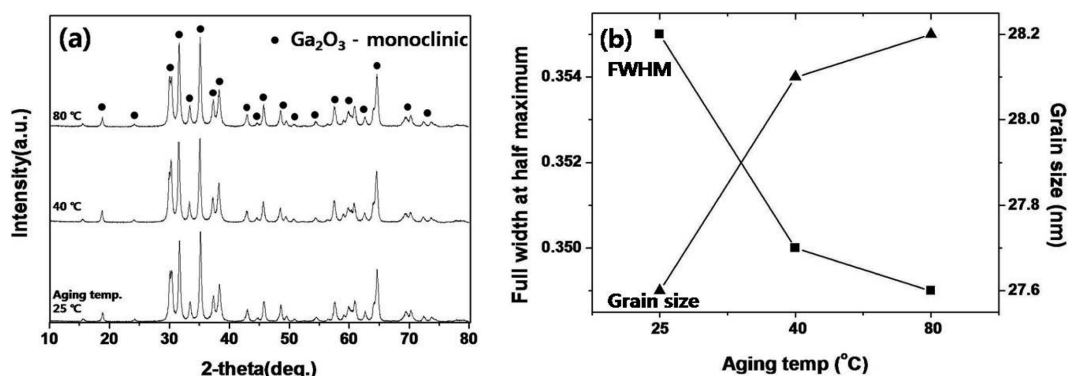 (a)
● Ga₂O₃ - monoclinic
80 ℃
40 ℃
Aging temp.
25 ℃
Intensity(a.u.)
10 20 30 40 50 60 70 80
2-theta(deg.)
(b)
FWHM
Grain size
0.354
0.352
0.350
Full width at half maximum
28.2
28.0
27.8
27.6
Grain size (nm)
25 40 80
Aging temp (°C)